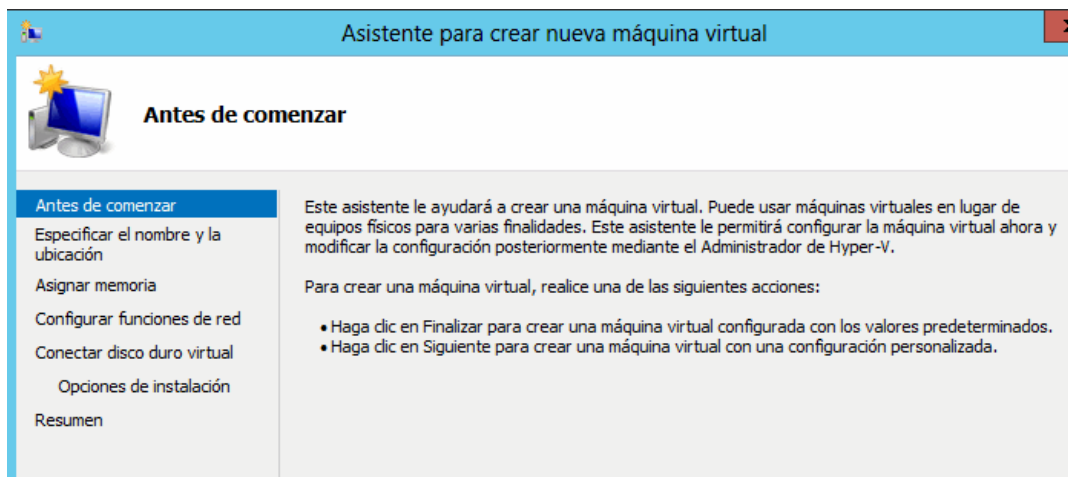 Asistente para crear nueva máquina virtual
Antes de comenzar
Antes de comenzar
Especificar el nombre y la
ubicación
Asignar memoria
Configurar funciones de red
Conectar disco duro virtual
Opciones de instalación
Resumen
Este asistente le ayudará a crear una máquina virtual. Puede usar máquinas virtuales en lugar de
equipos físicos para varias finalidades. Este asistente le permitirá configurar la máquina virtual ahora y
modificar la configuración posteriormente mediante el Administrador de Hyper-V.
Para crear una máquina virtual, realice una de las siguientes acciones:
• Haga clic en Finalizar para crear una máquina virtual configurada con los valores predeterminados.
• Haga clic en Siguiente para crear una máquina virtual con una configuración personalizada.